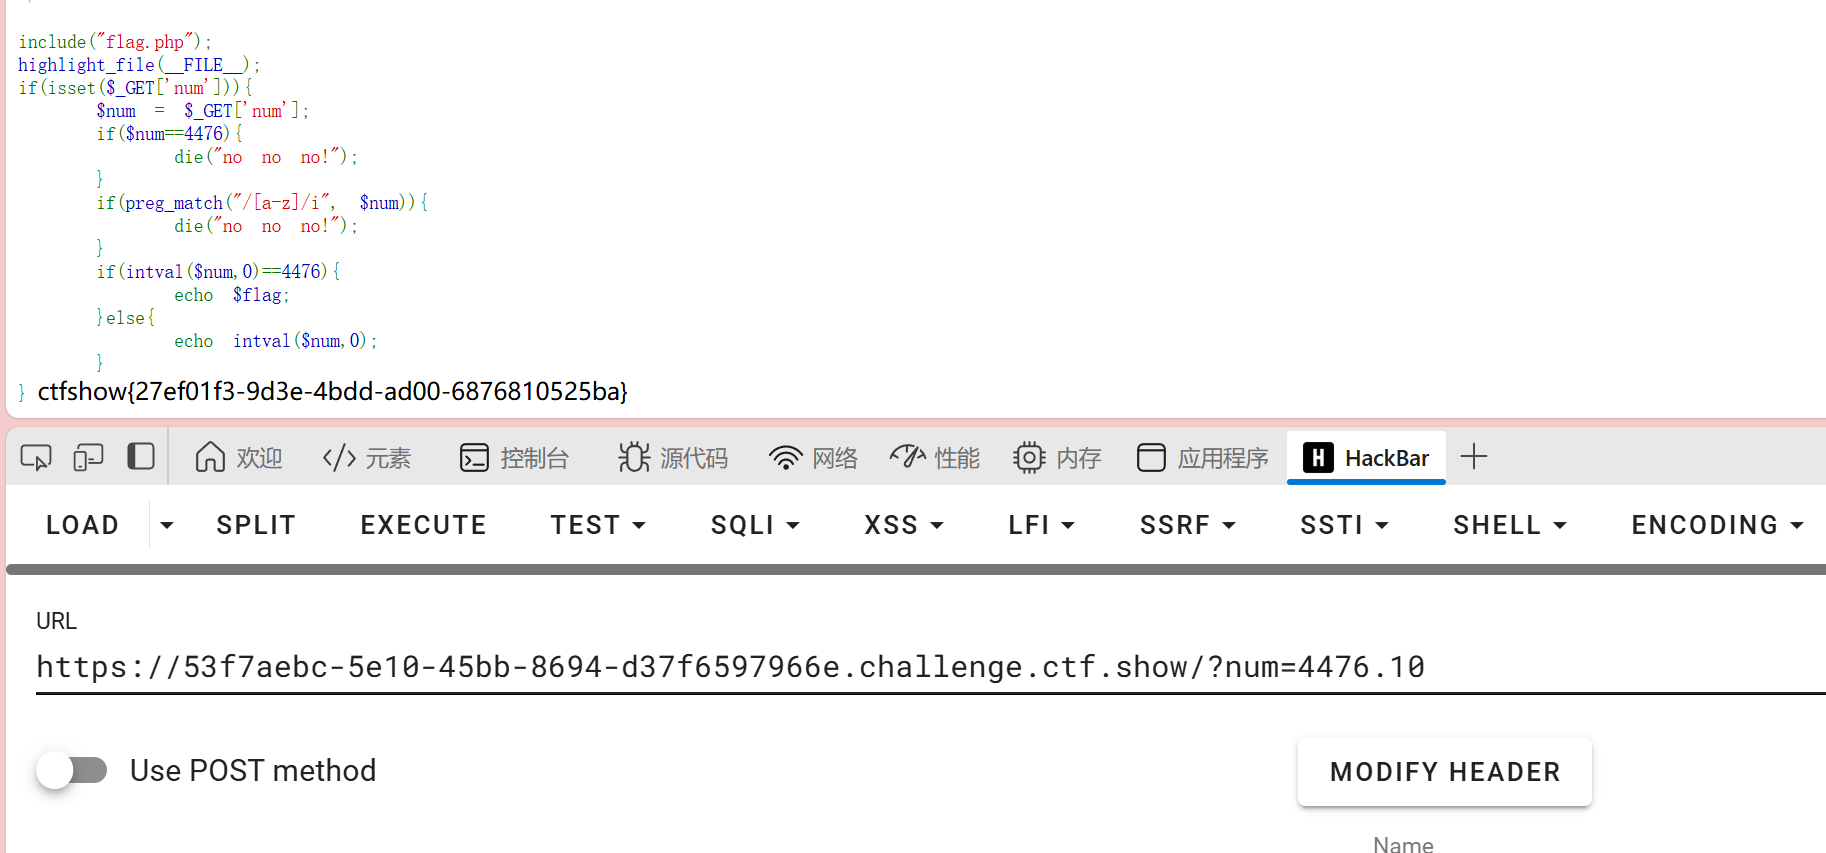 include("flag.php");
highlight_file(__FILE__);
if(isset($_GET['num'])){
$num = $_GET['num'];
if($num==4476){
die("no no no!");
}
if(preg_match("/[a-z]/i", $num)){
die("no no no!");
}
if(intval($num,0)==4476){
echo $flag;
}else{
echo intval($num,0);
}
} ctfshow{27ef01f3-9d3e-4bdd-ad00-6876810525ba}
欢迎 </> 元素 控制台 源代码 网络 性能 内存 应用程序 H HackBar +
LOAD SPLIT EXECUTE TEST SQLI XSS LFI SSRF SSTI SHELL ENCODING
URL
https://53f7aebc-5e10-45bb-8694-d37f6597966e.challenge.ctf.show/?num=4476.10
Use POST method MODIFY HEADER
Name